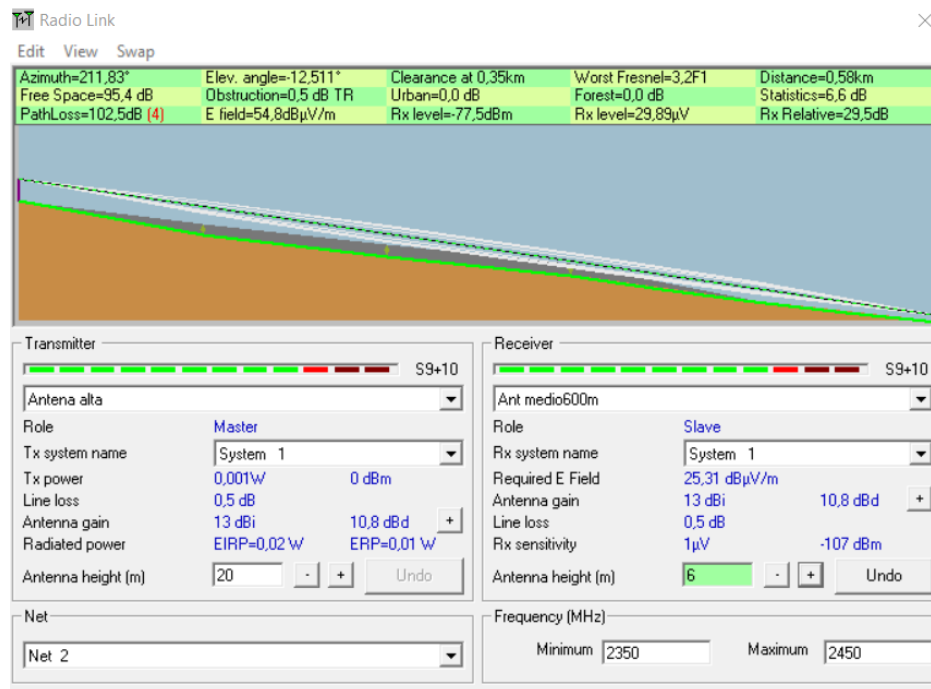 Radio Link
Edit View Swap
Azimuth=211,83° Elev. angle=-12,511° Clearance at 0,35km Worst Fresnel=3,2F1 Distance=0,58km
Free Space=95,4 dB Obstruction=0,5 dB TR Urban=0,0 dB Forest=0,0 dB Statistics=6,6 dB
PathLoss=102,5dB (4) E field=54,8dBµV/m Rx level=-77,5dBm Rx level=29,89µV Rx Relative=29,5dB
Transmitter
S9+10
Antena alta
Role Master
Tx system name System 1
Tx power 0,001W 0 dBm
Line loss 0,5 dB
Antenna gain 13 dBi 10,8 dBd +
Radiated power EIRP=0,02 W ERP=0,01 W
Antenna height (m) 20 - + Undo
Net
Net 2
Receiver
S9+10
Ant medio600m
Role Slave
Rx system name System 1
Required E Field 25,31 dBµV/m
Antenna gain 13 dBi 10,8 dBd +
Line loss 0,5 dB
Rx sensitivity 1µV -107 dBm
Antenna height (m) 6 - + Undo
Frequency (MHz)
Minimum 2350 Maximum 2450